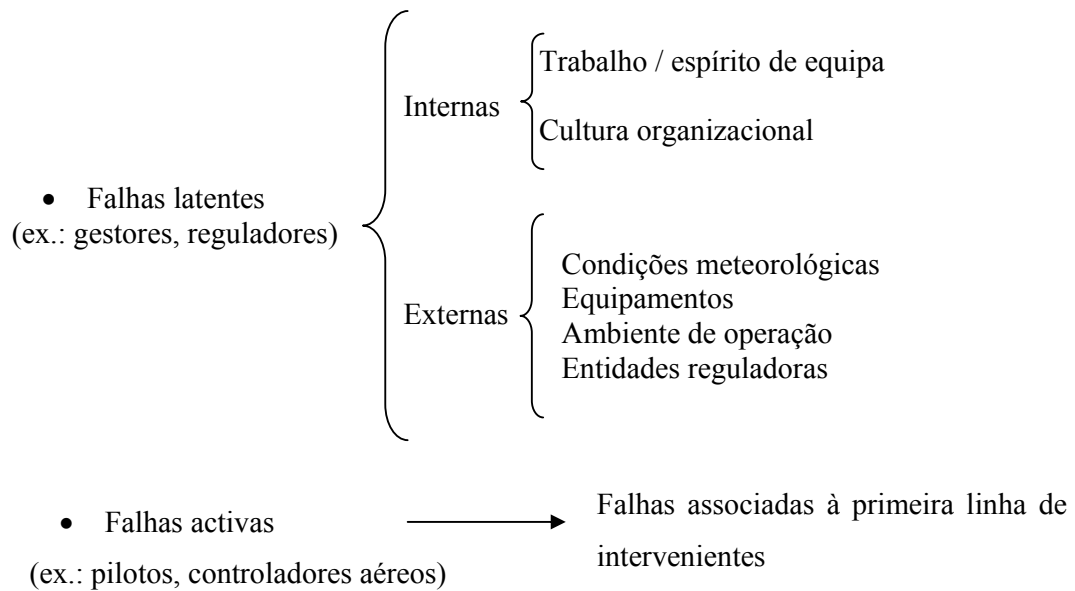 Internas
Trabalho / espírito de equipa
Cultura organizacional
• Falhas latentes
(ex.: gestores, reguladores)
Externas
Condições meteorológicas
Equipamentos
Ambiente de operação
Entidades reguladoras
• Falhas activas
(ex.: pilotos, controladores aéreos)
Falhas associadas à primeira linha de
intervenientes